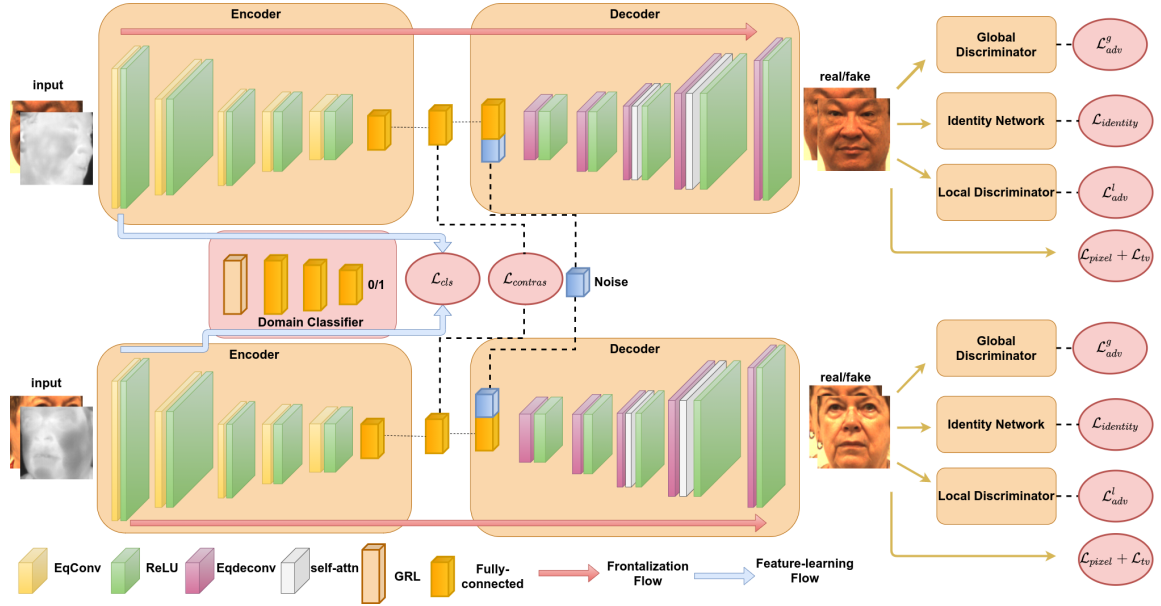 Encoder
Decoder
input
real/fake
Global
Discriminator
$\mathcal{L}_{adv}^{g}$
Identity Network
$\mathcal{L}_{identity}$
Local Discriminator
$\mathcal{L}_{adv}^{l}$
$\mathcal{L}_{pixel} + \mathcal{L}_{tv}$
0/1
Domain Classifier
$\mathcal{L}_{cls}$
$\mathcal{L}_{contras}$
Noise
Encoder
Decoder
input
real/fake
Global
Discriminator
$\mathcal{L}_{adv}^{g}$
Identity Network
$\mathcal{L}_{identity}$
Local Discriminator
$\mathcal{L}_{adv}^{l}$
$\mathcal{L}_{pixel} + \mathcal{L}_{tv}$
EqConv
ReLU
Eqdeconv
self-attn
GRL
Fully-
connected
Frontalization
Flow
Feature-learning
Flow